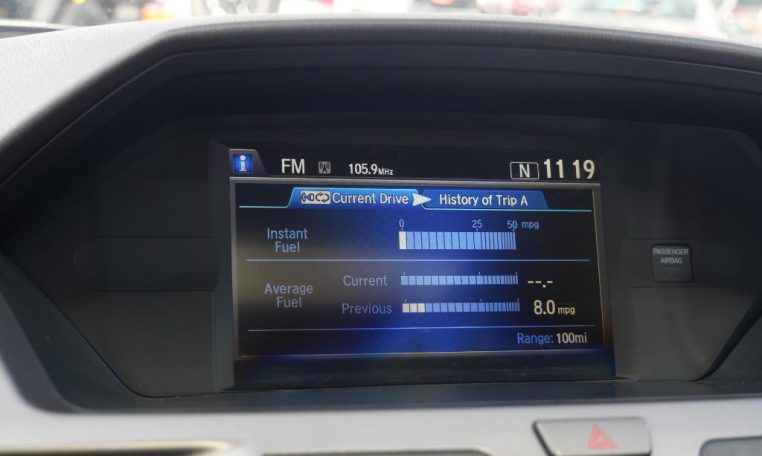 i FM 105.9MHz N 11 19
Current Drive History of Trip A
0 25 50 mpg
Instant
Fuel
Average
Fuel
Current --.-
Previous 8.0 mpg
Range: 100mi
PASSENGER
AIRBAG